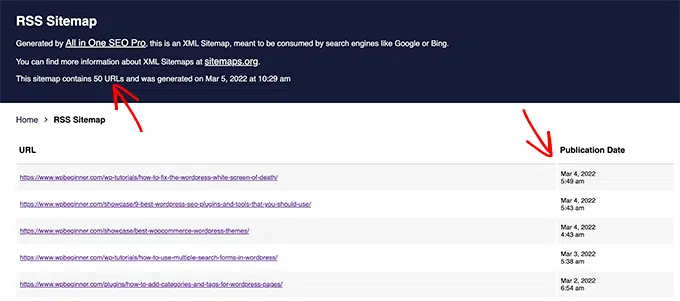 RSS Sitemap
Generated by All in One SEO Pro, this is an XML Sitemap, meant to be consumed by search engines like Google or Bing.
You can find more information about XML Sitemaps at sitemaps.org.
This sitemap contains 50 URLs and was generated on Mar 5, 2022 at 10:29 am
Home > RSS Sitemap
URL Publication Date
https://www.wpbeginner.com/wp-tutorials/how-to-fix-the-wordpress-white-screen-of-death/ Mar 4, 2022
5:49 am
https://www.wpbeginner.com/showcase/9-best-wordpress-seo-plugins-and-tools-that-you-should-use/ Mar 4, 2022
5:43 am
https://www.wpbeginner.com/showcase/best-woocommerce-wordpress-themes/ Mar 4, 2022
4:43 am
https://www.wpbeginner.com/wp-tutorials/how-to-use-multiple-search-forms-in-wordpress/ Mar 3, 2022
5:38 am
https://www.wpbeginner.com/plugins/how-to-add-categories-and-tags-for-wordpress-pages/ Mar 2, 2022
6:54 am